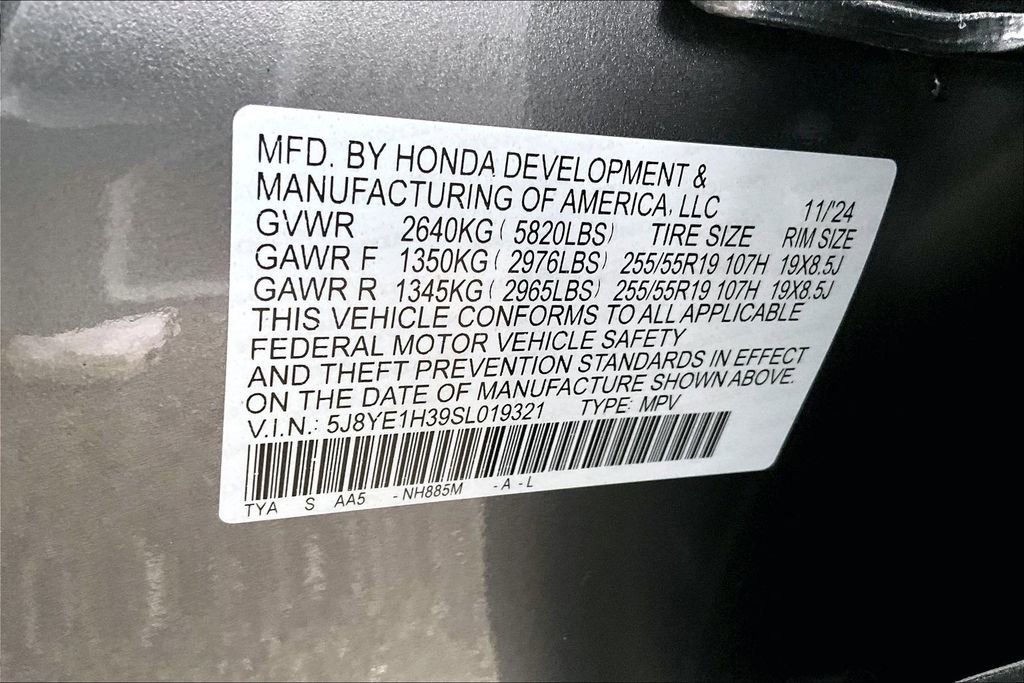 MFD. BY HONDA DEVELOPMENT &
MANUFACTURING OF AMERICA, LLC 11/'24
GVWR 2640KG ( 5820LBS) TIRE SIZE RIM SIZE
GAWR F 1350KG ( 2976LBS) 255/55R19 107H 19X8.5J
GAWR R 1345KG ( 2965LBS) 255/55R19 107H 19X8.5J
THIS VEHICLE CONFORMS TO ALL APPLICABLE
FEDERAL MOTOR VEHICLE SAFETY
AND THEFT PREVENTION STANDARDS IN EFFECT
ON THE DATE OF MANUFACTURE SHOWN ABOVE.
V.I.N.: 5J8YE1H39SL019321 TYPE: MPV
TYA S AA5 - NH885M - A - L